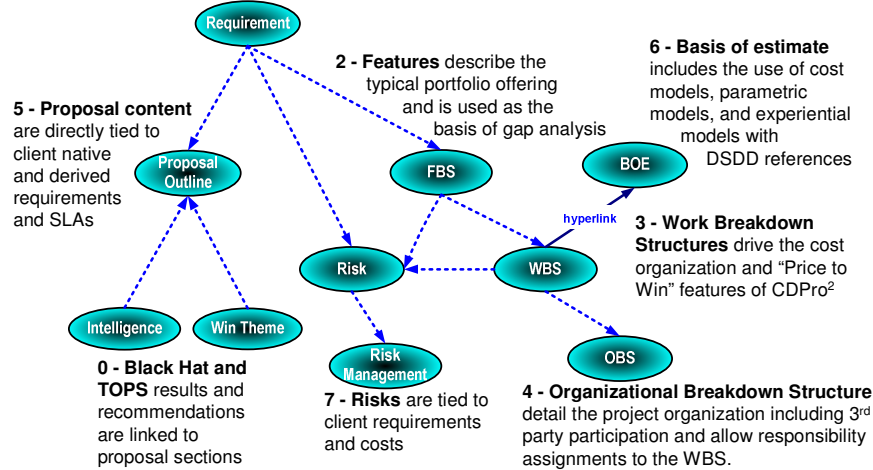 Requirement
2 - Features describe the
typical portfolio offering
and is used as the
basis of gap analysis
6 - Basis of estimate
includes the use of cost
models, parametric
models, and experiential
models with
DSDD references
5 - Proposal content
are directly tied to
client native
and derived
requirements
and SLAs
Proposal
Outline
FBS
BOE
hyperlink
3 - Work Breakdown
Structures drive the cost
organization and “Price to
Win” features of CDPro²
Risk
WBS
Intelligence
Win Theme
Risk
Management
OBS
0 - Black Hat and
TOPS results and
recommendations
are linked to
proposal sections
7 - Risks are tied to
client requirements
and costs
4 - Organizational Breakdown Structure
detail the project organization including 3rd
party participation and allow responsibility
assignments to the WBS.